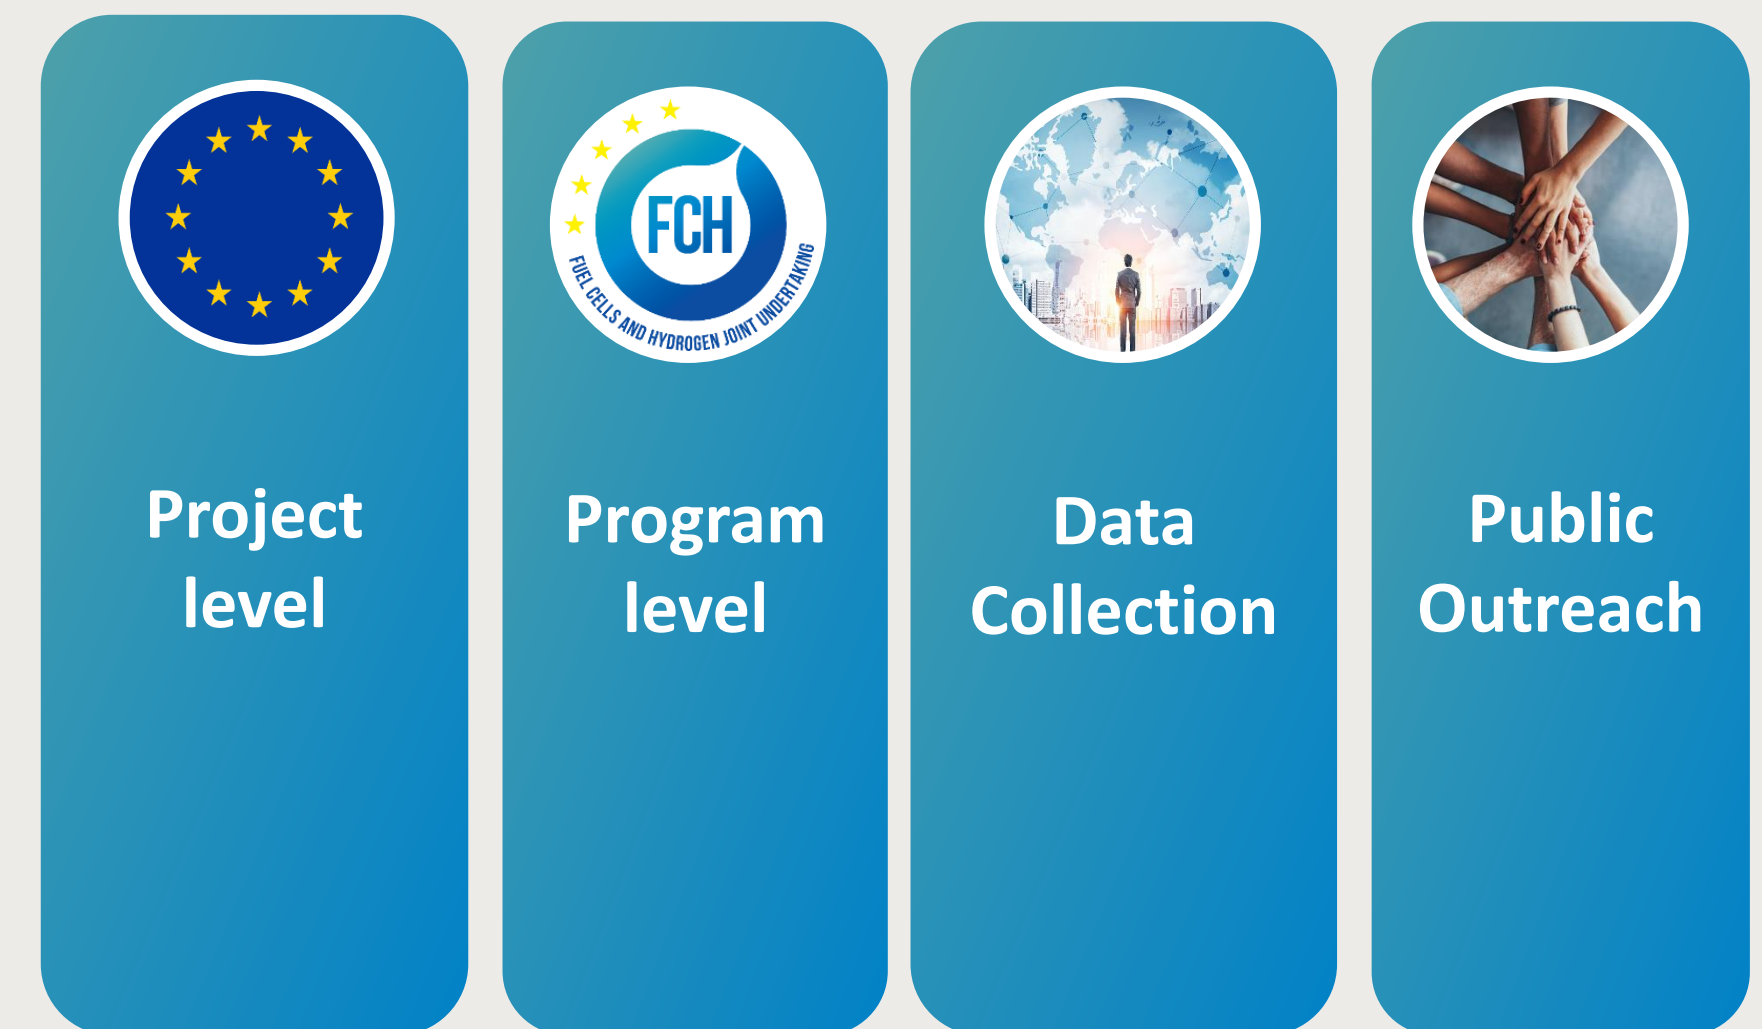 FCH
FUEL CELLS AND HYDROGEN JOINT UNDERTAKING
Project
level
Program
level
Data
Collection
Public
Outreach